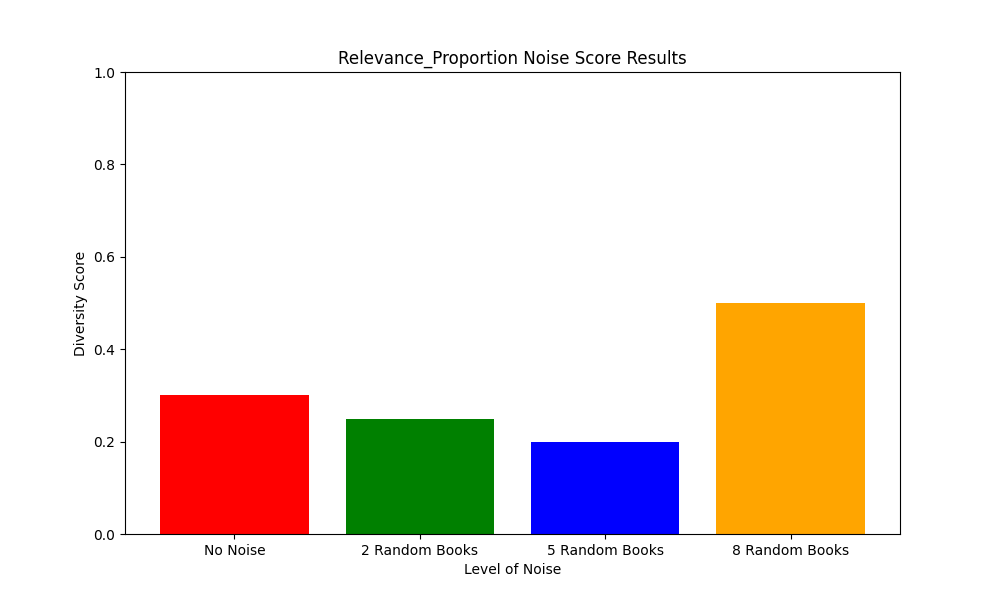 Relevance_Proportion Noise Score Results
1.0
0.8
0.6
0.4
0.2
0.0
Diversity Score
No Noise
2 Random Books
5 Random Books
8 Random Books
Level of Noise